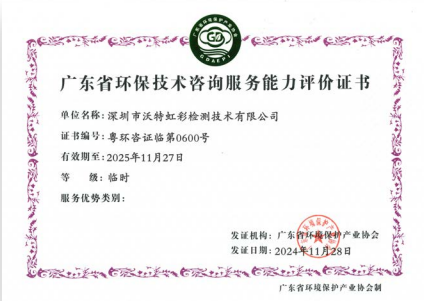 GDAEPI
广东省环保技术咨询服务能力评价证书
单位名称：深圳市沃特虹彩检测技术有限公司
证书编号：粤环咨证临第0600号
有效期至：2025年11月27日
等 级：临时
服务优势类别：
发证机构：广东省环境保护产业协会
发证日期：2024年11月28日
广东省环境保护产业协会制